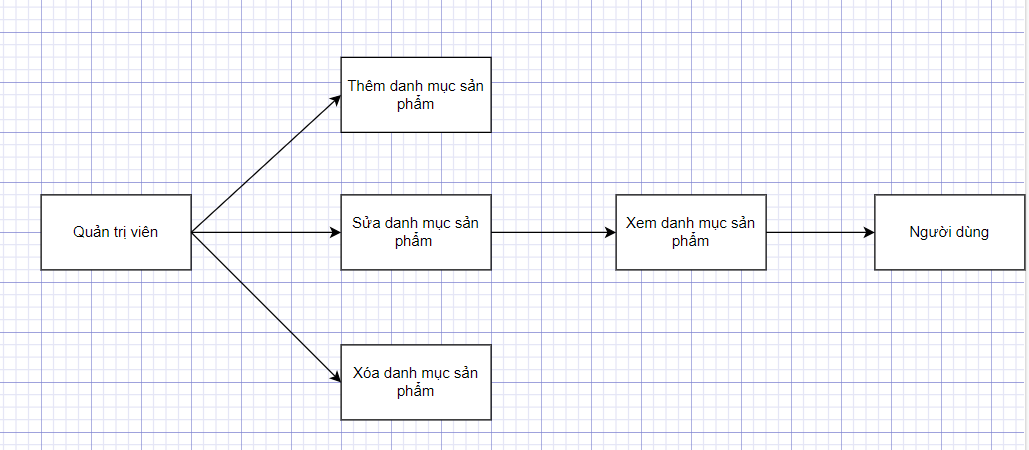 Thêm danh mục sản
phẩm
Quản trị viên
Sửa danh mục sản
phẩm
Xem danh mục sản
phẩm
Người dùng
Xóa danh mục sản
phẩm